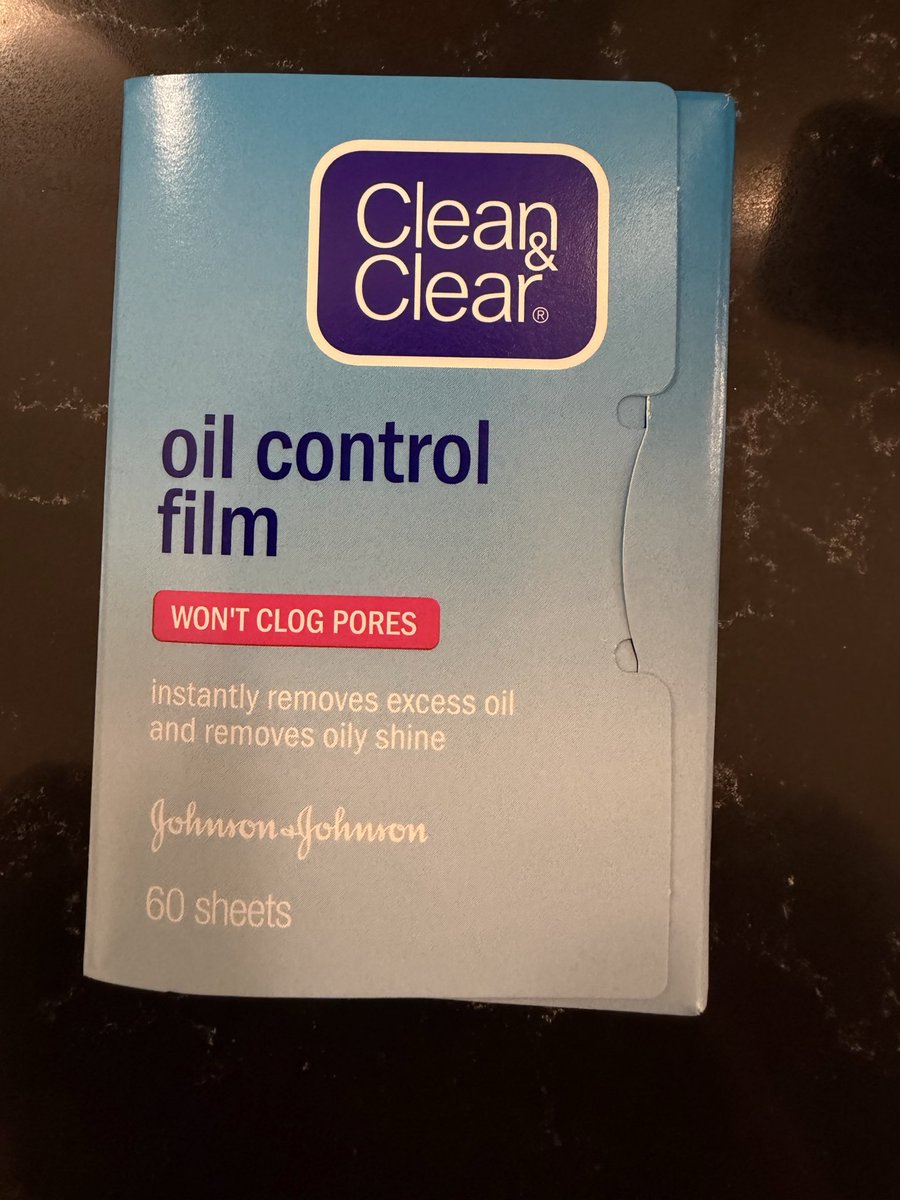 Clean
&
Clear®
oil control
film
WON'T CLOG PORES
instantly removes excess oil
and removes oily shine
Johnson & Johnson
60 sheets